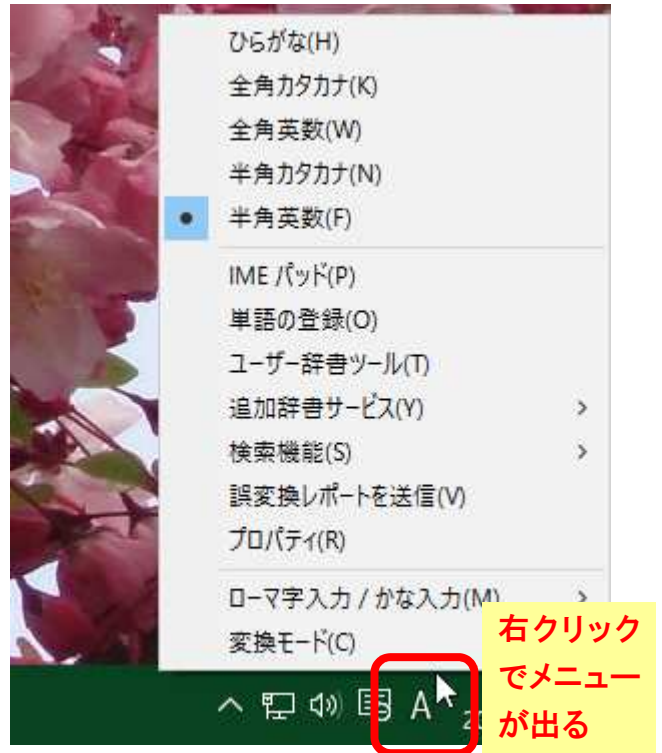 ひらがな(H)
全角カタカナ(K)
全角英数(W)
半角カタカナ(N)
半角英数(F)
IME パッド(P)
単語の登録(O)
ユーザー辞書ツール(T)
追加辞書サービス(Y)
検索機能(S)
誤変換レポートを送信(V)
プロパティ(R)
ローマ字入力 / かな入力(M)
変換モード(C)
右クリック
でメニュー
が出る
A